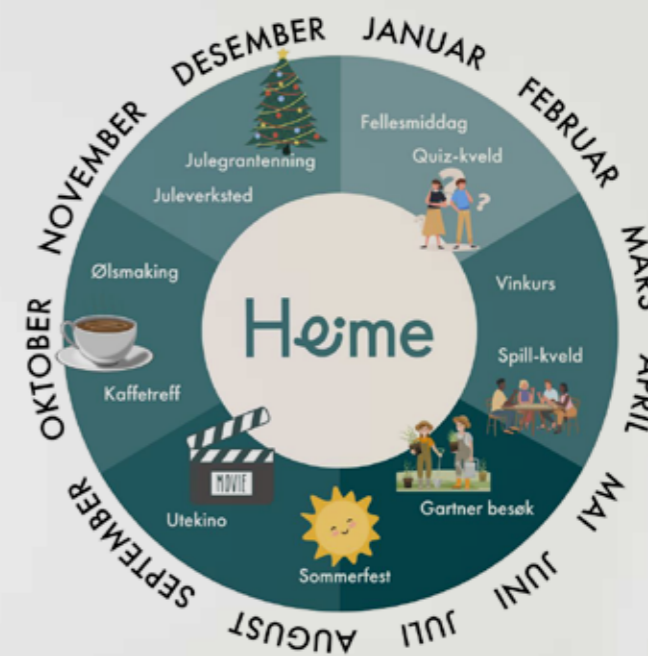 DESEMBER
JANUAR
FEBRUAR
MARS
APRIL
MAI
JUNI
JULI
AUGUST
SEPTEMBER
OKTOBER
NOVEMBER
Fellesmiddag
Quiz-kveld
Vinkurs
Spill-kveld
Gartner besøk
Sommerfest
Utekino
MOVIE
Kaffetreff
Ølsmaking
Juleverksted
Julegrantenning
Heime